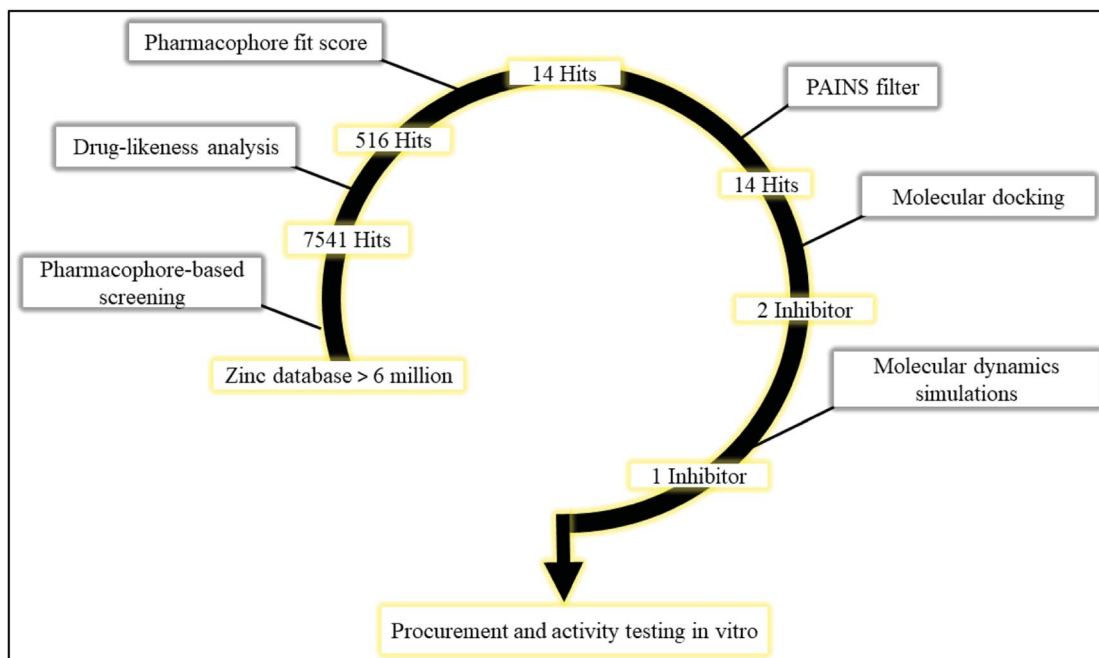 Pharmacophore fit score
14 Hits
PAINS filter
516 Hits
Drug-likeness analysis
14 Hits
Molecular docking
7541 Hits
Pharmacophore-based
screening
2 Inhibitor
Zinc database > 6 million
Molecular dynamics
simulations
1 Inhibitor
Procurement and activity testing in vitro